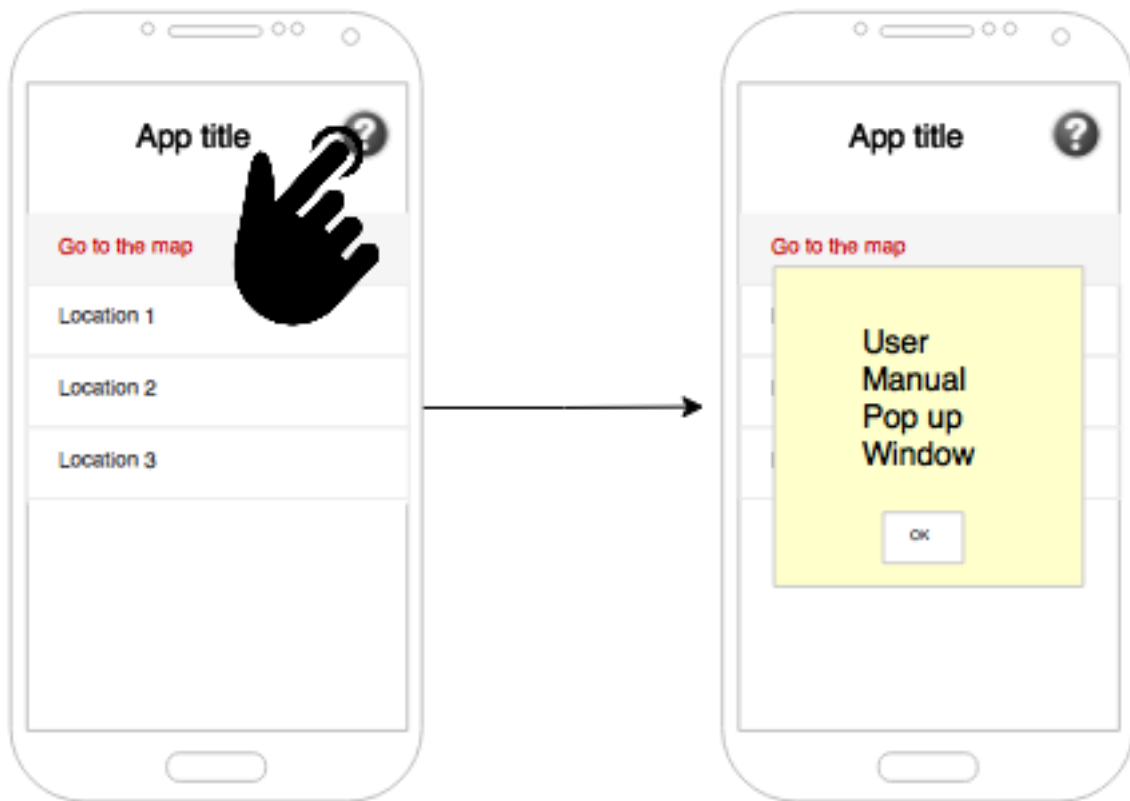 App title
?
Go to the map
Location 1
Location 2
Location 3
App title
?
Go to the map
User
Manual
Pop up
Window
OK